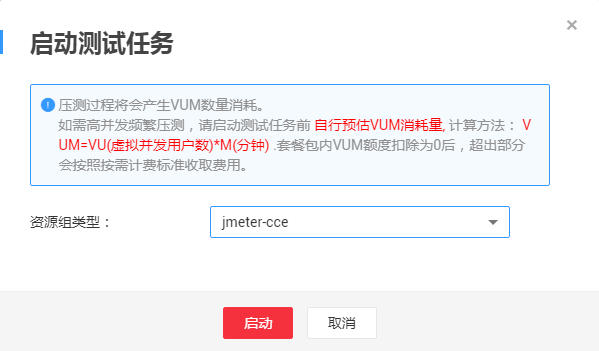 启动测试任务
压测过程将会产生VUM数量消耗。
如需高并发频繁压测，请启动测试任务前 自行预估VUM消耗量, 计算方法： V
UM=VU(虚拟并发用户数)*M(分钟) .套餐包内VUM额度扣除为0后，超出部分
会按照按需计费标准收取费用。
资源组类型：
jmeter-cce
启动
取消